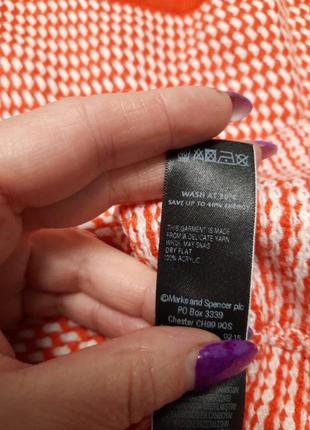 WASH AT 30°C
SAVE UP TO 40% ENERGY
THIS GARMENT IS MADE
FROM A DELICATE YARN
WHICH MAY SNAG
DRY FLAT
100% ACRYLIC
©Marks and Spencer plc
PO Box 3339
Chester CH99 9QS